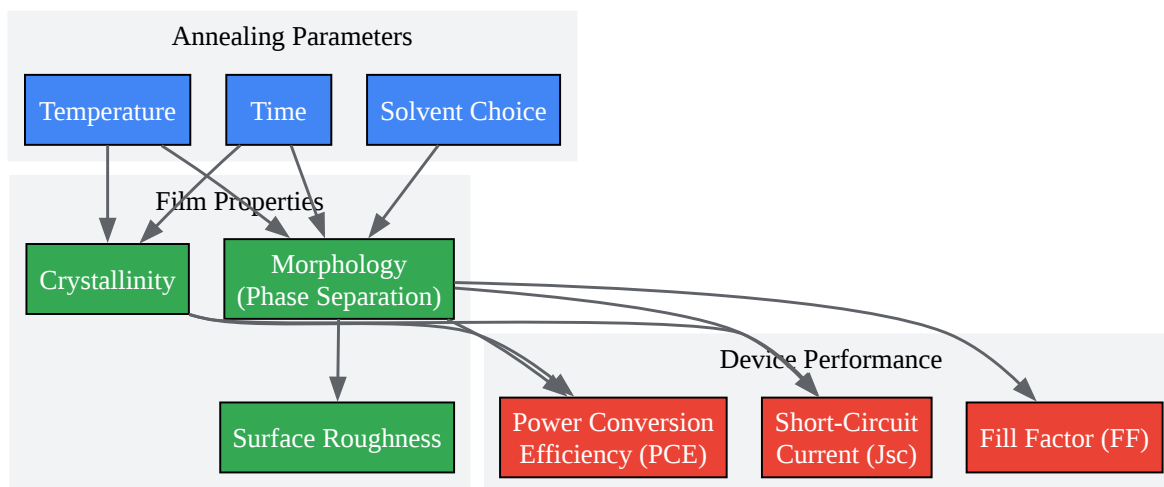 Annealing Parameters
Temperature
Time
Solvent Choice
Film Properties
Crystallinity
Morphology
(Phase Separation)
Surface Roughness
Device Performance
Power Conversion
Efficiency (PCE)
Short-Circuit
Current (Jsc)
Fill Factor (FF)